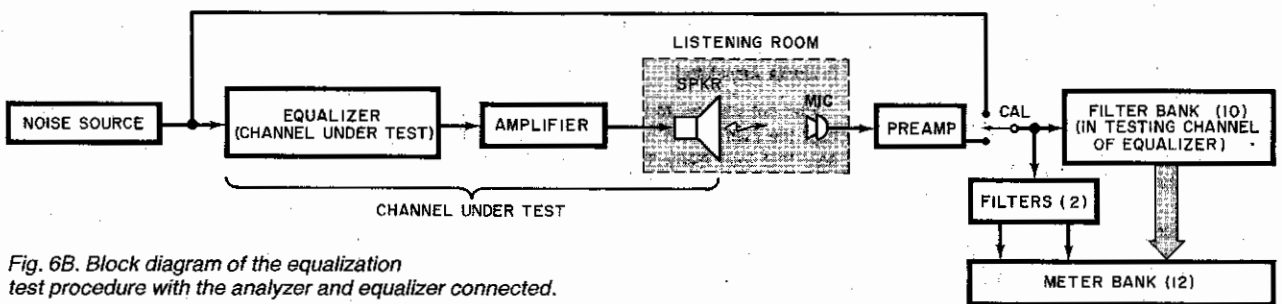 LISTENING ROOM
SPKR
MIC
NOISE SOURCE
EQUALIZER
(CHANNEL UNDER TEST)
AMPLIFIER
PREAMP
CAL
FILTER BANK (10)
(IN TESTING CHANNEL
OF EQUALIZER)
CHANNEL UNDER TEST
FILTERS (2)
METER BANK (12)
Fig. 6B. Block diagram of the equalization
test procedure with the analyzer and equalizer connected.